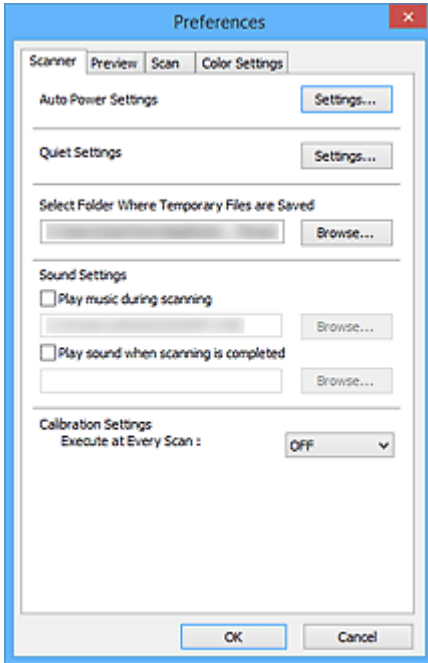 Preferences
Scanner Preview Scan Color Settings
Auto Power Settings Settings...
Quiet Settings Settings...
Select Folder Where Temporary Files are Saved
Browse...
Sound Settings
Play music during scanning
Browse...
Play sound when scanning is completed
Browse...
Calibration Settings
Execute at Every Scan : OFF
OK Cancel